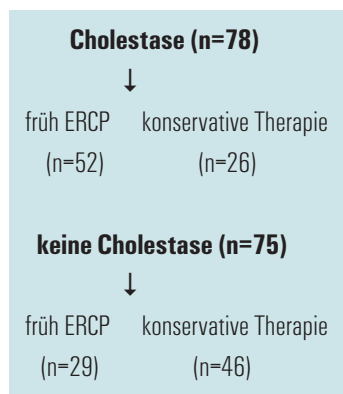 Cholestase (n=78)
↓
früh ERCP konservative Therapie
(n=52) (n=26)
keine Cholestase (n=75)
↓
früh ERCP konservative Therapie
(n=29) (n=46)